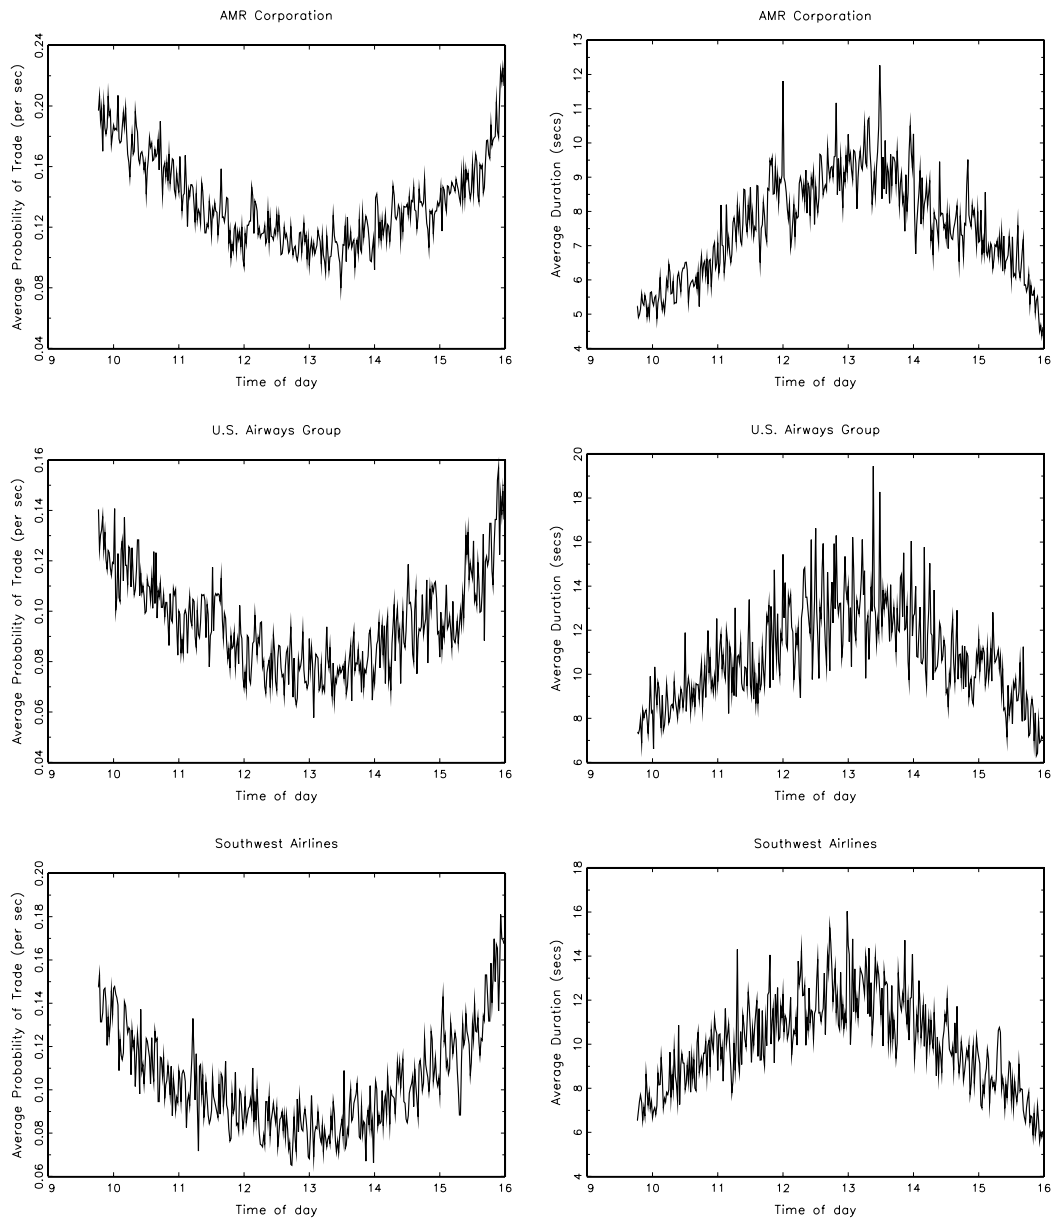 AMR Corporation
Average Probability of Trade (per sec)
0.24
0.20
0.16
0.12
0.08
0.04
9 10 11 12 13 14 15 16
Time of day
AMR Corporation
Average Duration (secs)
13
12
11
10
9
8
7
6
5
4
9 10 11 12 13 14 15 16
Time of day
U.S. Airways Group
Average Probability of Trade (per sec)
0.16
0.14
0.12
0.10
0.08
0.06
0.04
9 10 11 12 13 14 15 16
Time of day
U.S. Airways Group
Average Duration (secs)
20
18
16
14
12
10
8
6
9 10 11 12 13 14 15 16
Time of day
Southwest Airlines
Average Probability of Trade (per sec)
0.20
0.18
0.16
0.14
0.12
0.10
0.08
0.06
9 10 11 12 13 14 15 16
Time of day
Southwest Airlines
Average Duration (secs)
18
16
14
12
10
8
6
4
9 10 11 12 13 14 15 16
Time of day